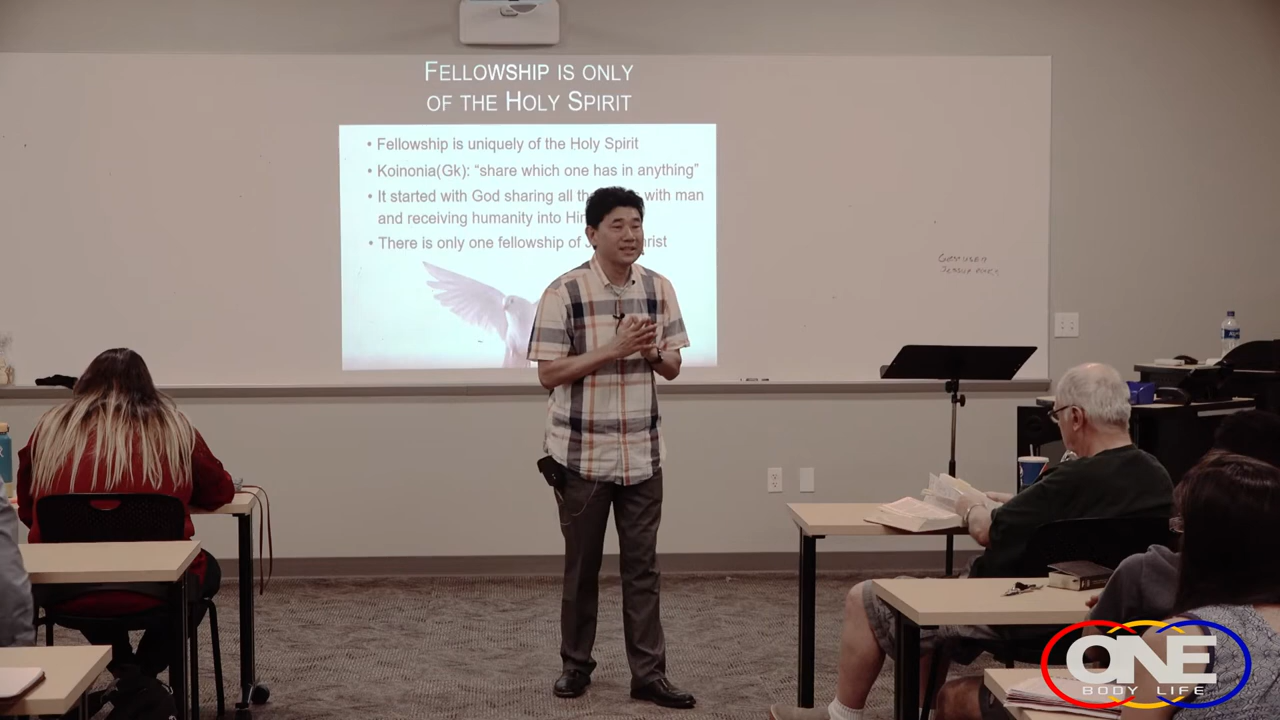 FELLOWSHIP IS ONLY
OF THE HOLY SPIRIT
• Fellowship is uniquely of the Holy Spirit
• Koinonia(Gk): “share which one has in anything”
• It started with God sharing all with man
and receiving humanity into
• There is only one fellowship of
ONE
BODY LIFE